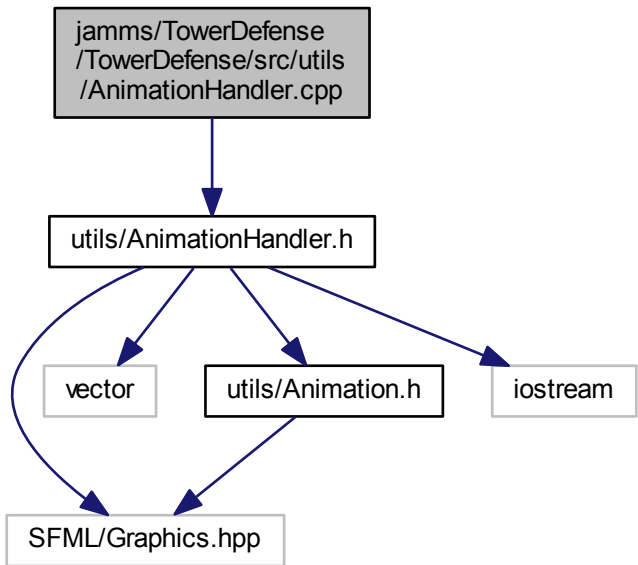 jamms/TowerDefense
/TowerDefense/src/utils
/AnimationHandler.cpp
utils/AnimationHandler.h
vector
utils/Animation.h
iostream
SFML/Graphics.hpp